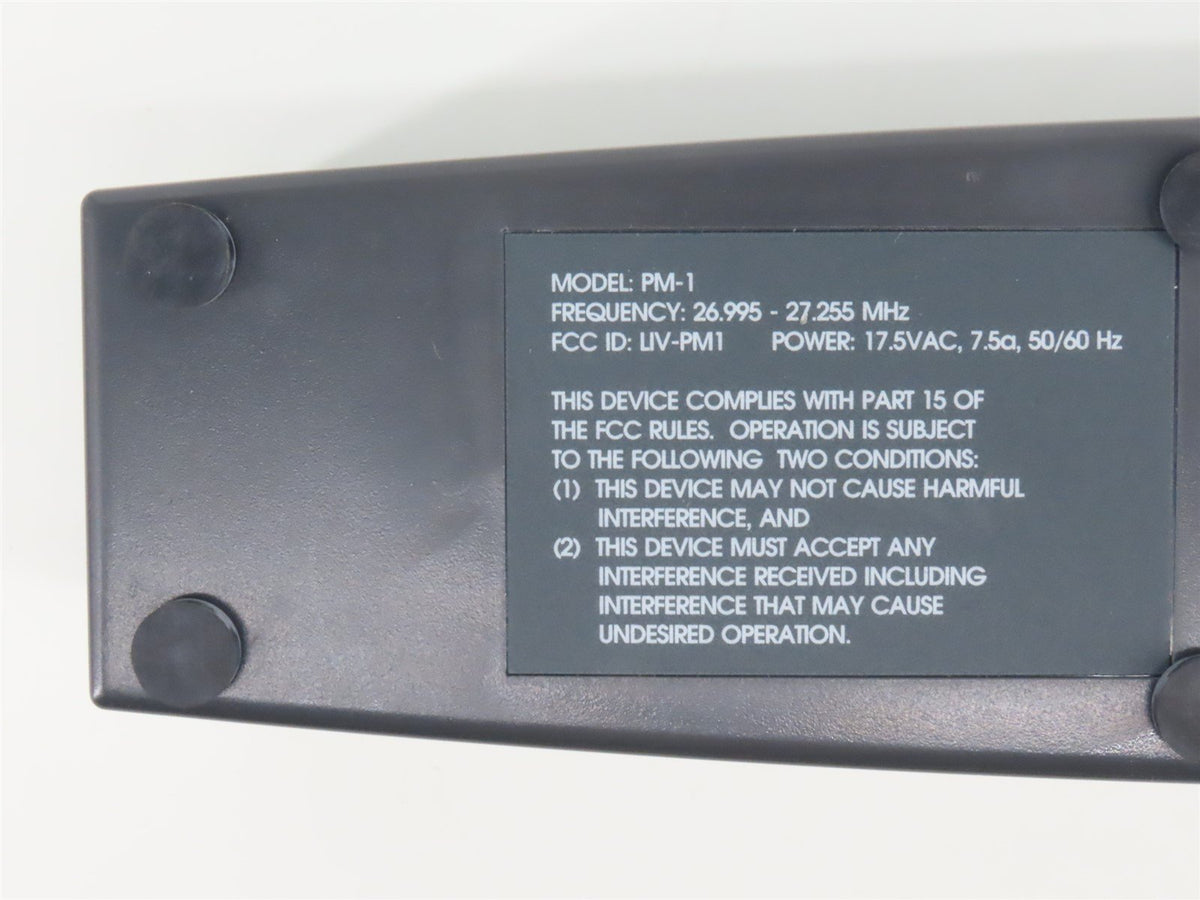 MODEL: PM-1
FREQUENCY: 26.995 - 27.255 MHz
FCC ID: LIV-PM1 POWER: 17.5VAC, 7.5a, 50/60 Hz
THIS DEVICE COMPLIES WITH PART 15 OF
THE FCC RULES. OPERATION IS SUBJECT
TO THE FOLLOWING TWO CONDITIONS:
(1) THIS DEVICE MAY NOT CAUSE HARMFUL
INTERFERENCE, AND
(2) THIS DEVICE MUST ACCEPT ANY
INTERFERENCE RECEIVED INCLUDING
INTERFERENCE THAT MAY CAUSE
UNDESIRED OPERATION.